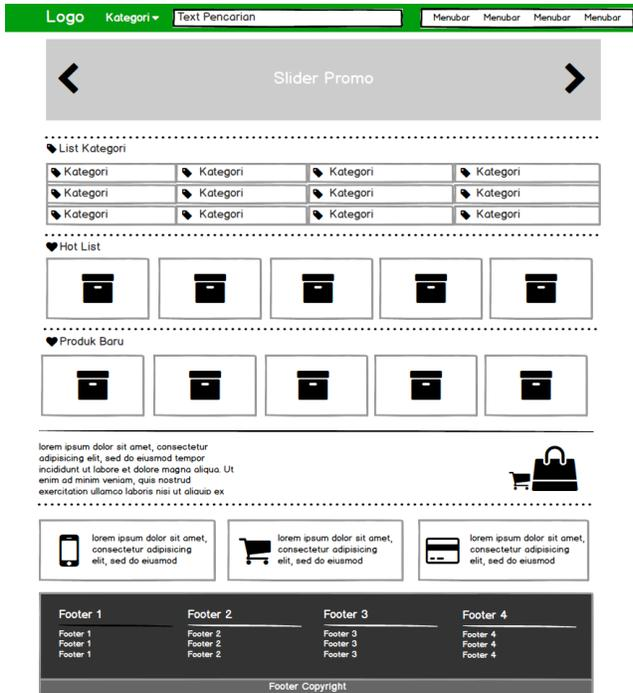 Logo Kategori Text Pencarian Menubar Menubar Menubar Menubar
Slider Promo
List Kategori
Kategori Kategori Kategori Kategori
Kategori Kategori Kategori Kategori
Kategori Kategori Kategori Kategori
Hot List
Produk Baru
lorem ipsum dolor sit amet, consectetur
adipisicing elit, sed do eiusmod tempor
incididunt ut labore et dolore magna aliqua. Ut
enim ad minim veniam, quis nostrud
exercitation ullamco laboris nisi ut aliquip ex
lorem ipsum dolor sit amet,
consectetur adipisicing
elit, sed do eiusmod
lorem ipsum dolor sit amet,
consectetur adipisicing
elit, sed do eiusmod
lorem ipsum dolor sit amet,
consectetur adipisicing
elit, sed do eiusmod
Footer 1
Footer 1
Footer 1
Footer 1
Footer 2
Footer 2
Footer 2
Footer 2
Footer 3
Footer 3
Footer 3
Footer 3
Footer 4
Footer 4
Footer 4
Footer 4
Footer Copyright